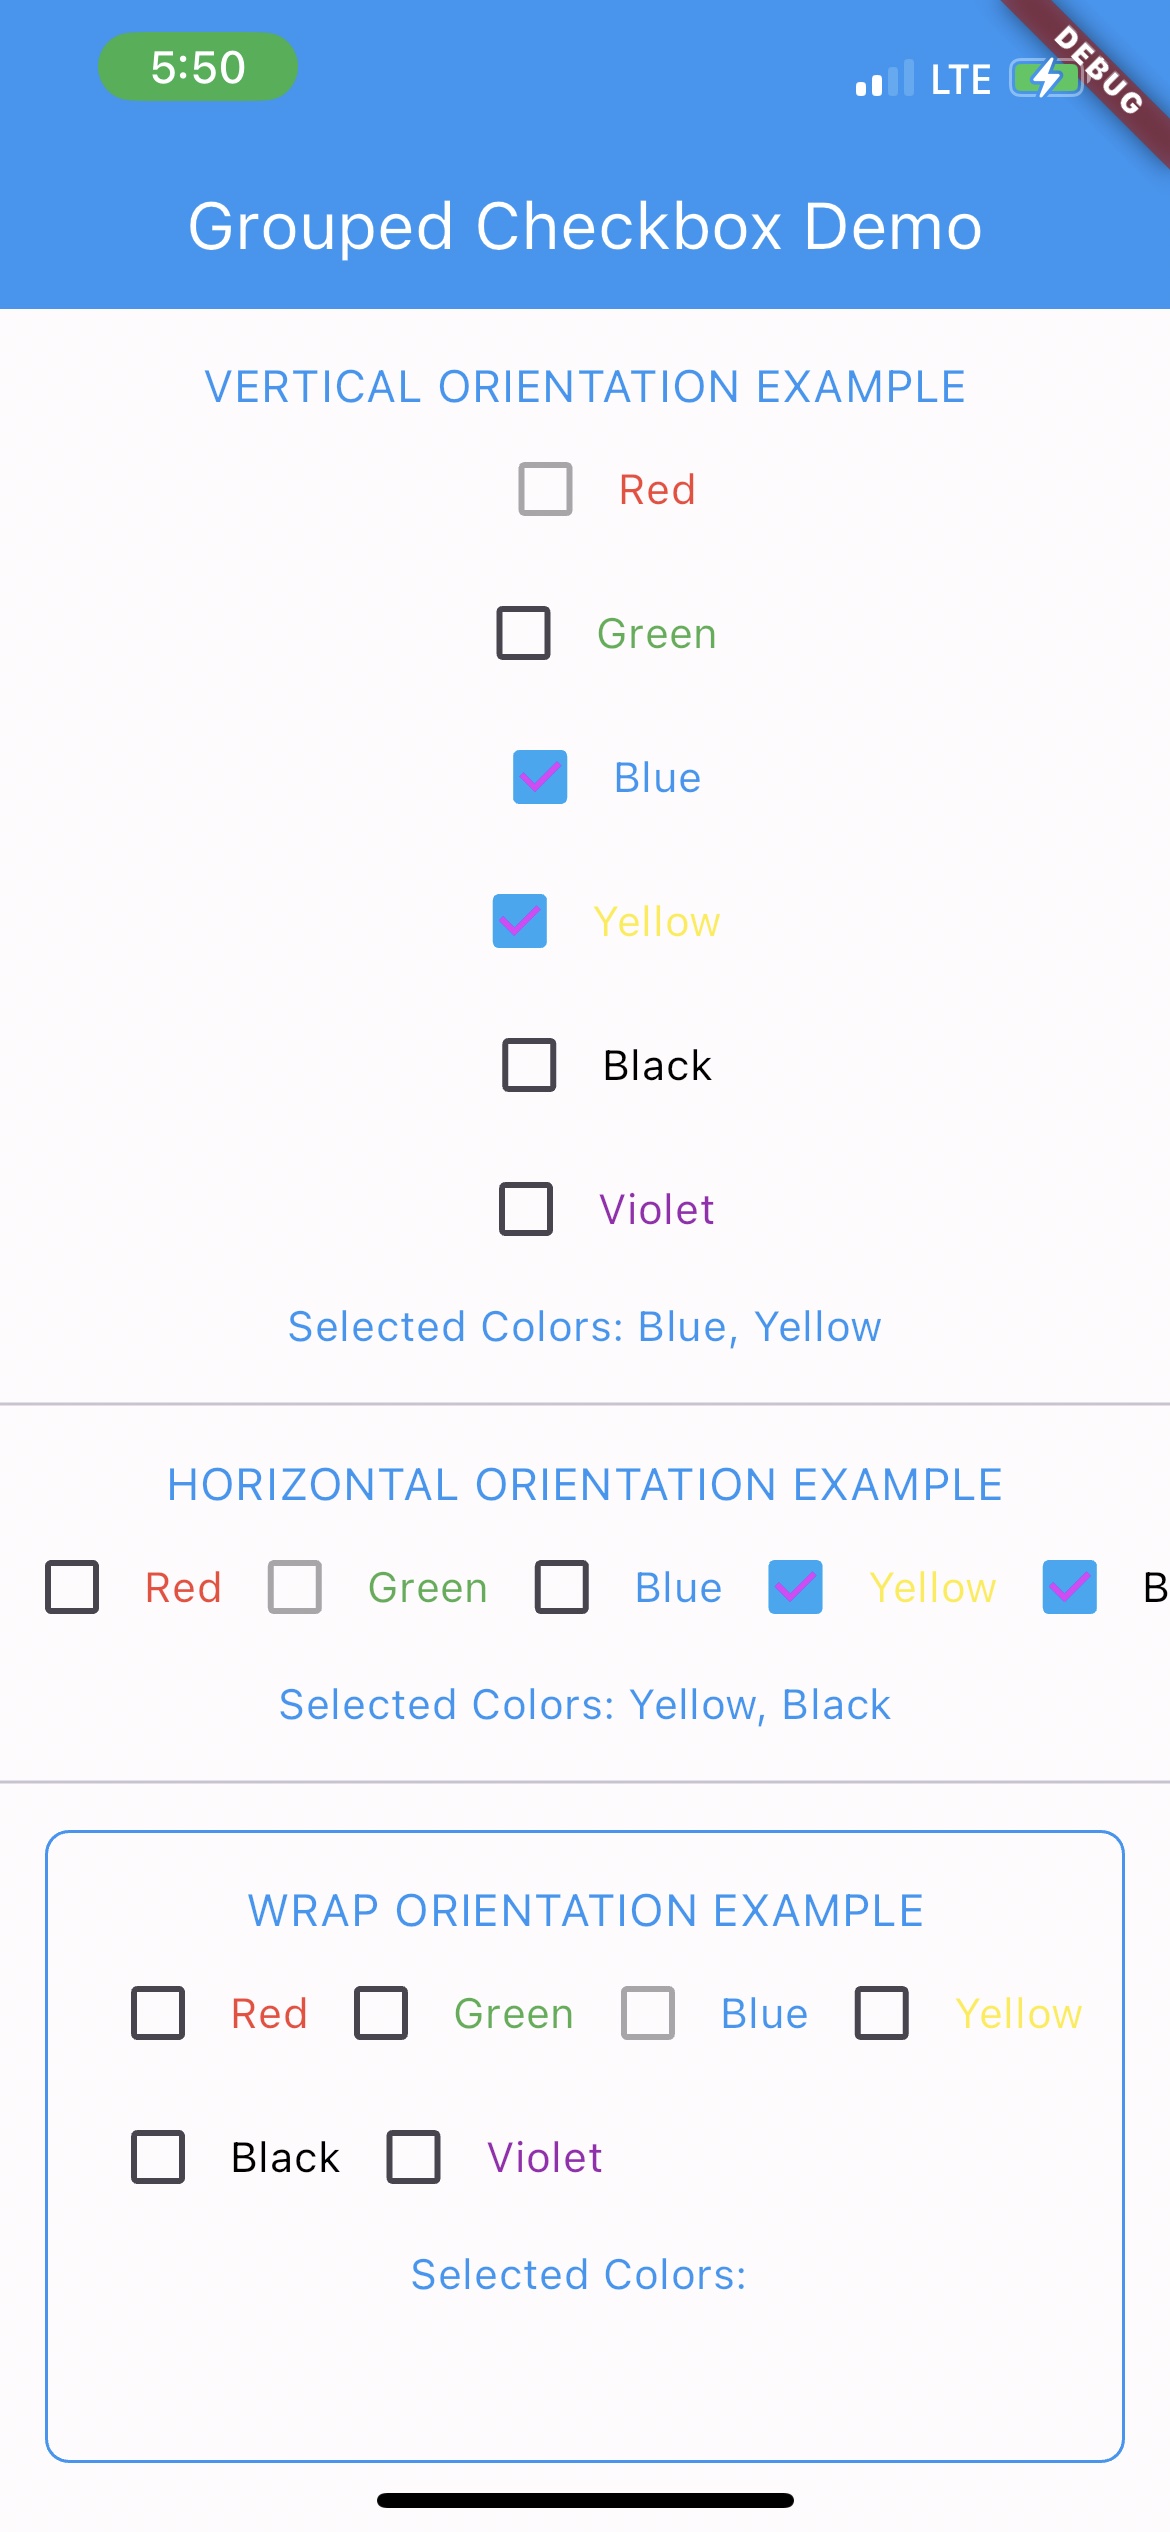 5:50
LTE
DEBUG
Grouped Checkbox Demo
VERTICAL ORIENTATION EXAMPLE
Red
Green
Blue
Yellow
Black
Violet
Selected Colors: Blue, Yellow
HORIZONTAL ORIENTATION EXAMPLE
Red Green Blue Yellow B
Selected Colors: Yellow, Black
WRAP ORIENTATION EXAMPLE
Red Green Blue Yellow
Black Violet
Selected Colors: